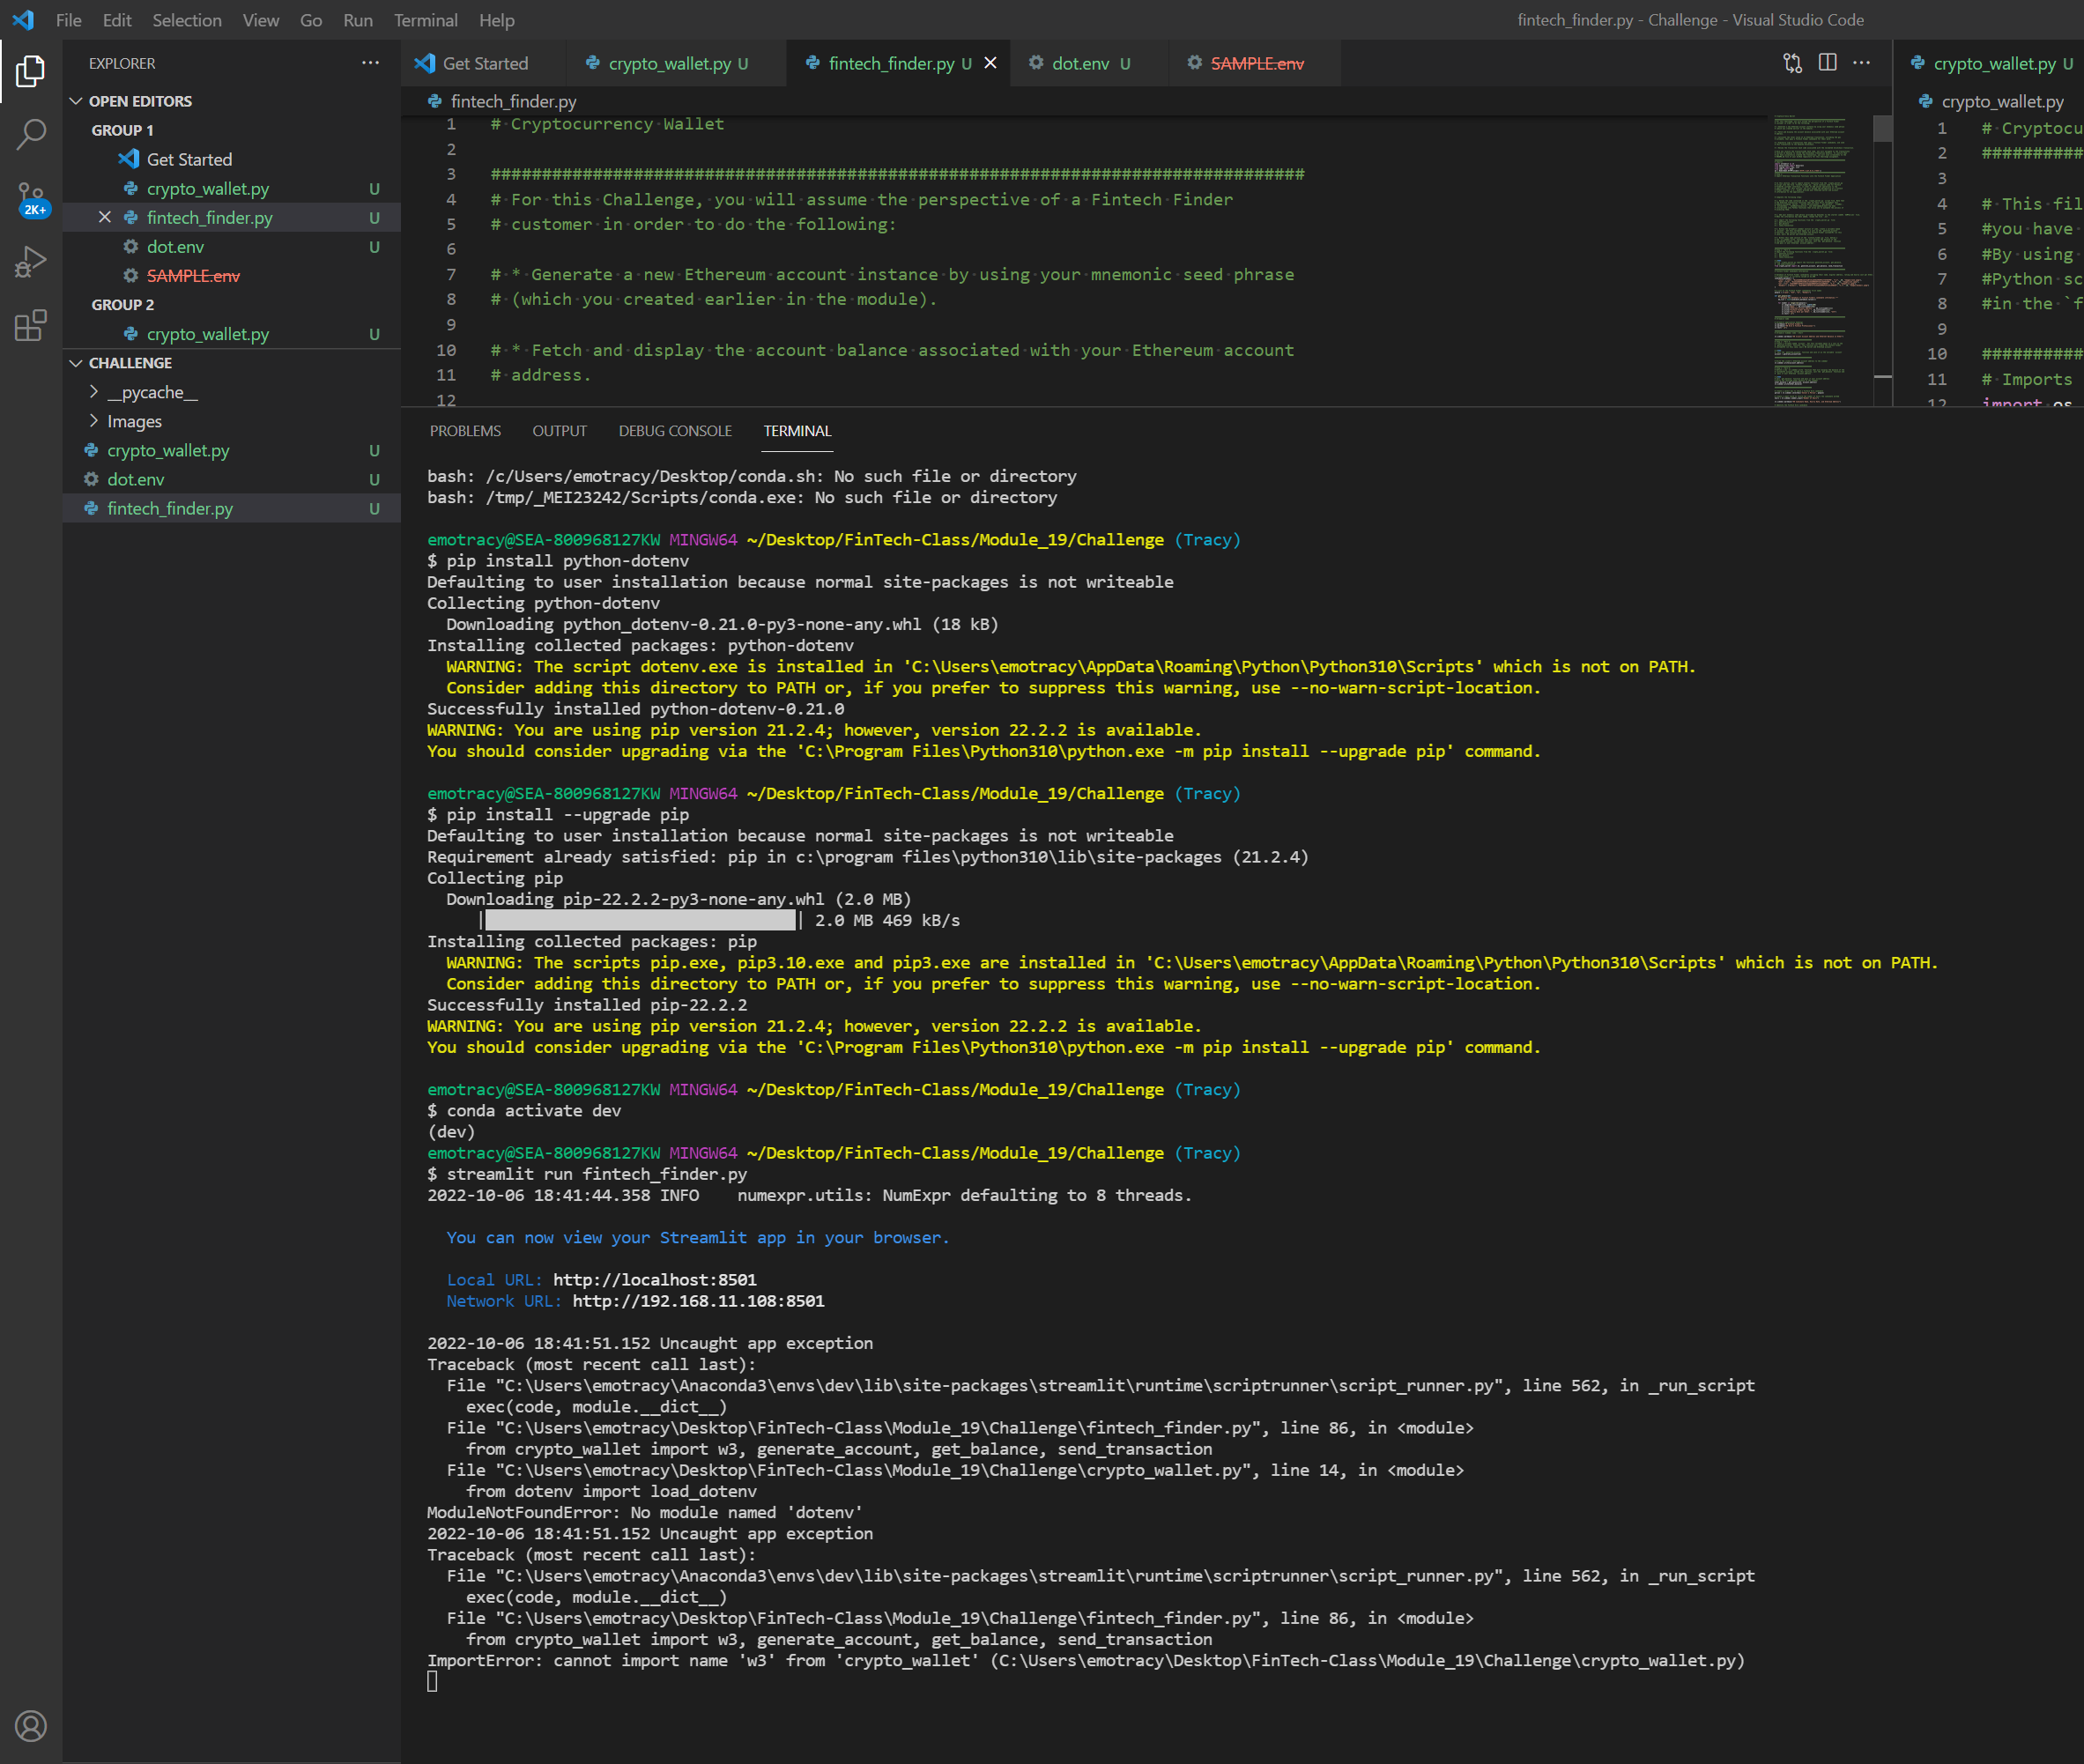 File Edit Selection View Go Run Terminal Help
fintech_finder.py - Challenge - Visual Studio Code
EXPLORER ···
OPEN EDITORS
GROUP 1
Get Started
crypto_wallet.py U
fintech_finder.py U
dot.env U
SAMPLE.env
GROUP 2
crypto_wallet.py U
CHALLENGE
__pycache__
Images
crypto_wallet.py U
dot.env U
fintech_finder.py U
2K+
Get Started crypto_wallet.py U fintech_finder.py U dot.env U SAMPLE.env
fintech_finder.py
1 # Cryptocurrency Wallet
2
3 ################################################################################
4 # For this Challenge, you will assume the perspective of a Fintech Finder
5 # customer in order to do the following:
6
7 # * Generate a new Ethereum account instance by using your mnemonic seed phrase
8 # (which you created earlier in the module).
9
10 # * Fetch and display the account balance associated with your Ethereum account
11 # address.
12
crypto_wallet.py U
crypto_wallet.py
1 # Cryptocu
2 ##########
3
4 # This fil
5 #you have
6 #By using
7 #Python sc
8 #in the `f
9
10 ##########
11 # Imports
12 import os
PROBLEMS OUTPUT DEBUG CONSOLE TERMINAL
bash: /c/Users/emotracy/Desktop/conda.sh: No such file or directory
bash: /tmp/_MEI23242/Scripts/conda.exe: No such file or directory
emotracy@SEA-800968127KW MINGW64 ~/Desktop/FinTech-Class/Module_19/Challenge (Tracy)
$ pip install python-dotenv
Defaulting to user installation because normal site-packages is not writeable
Collecting python-dotenv
Downloading python_dotenv-0.21.0-py3-none-any.whl (18 kB)
Installing collected packages: python-dotenv
WARNING: The script dotenv.exe is installed in 'C:\Users\emotracy\AppData\Roaming\Python\Python310\Scripts' which is not on PATH.
Consider adding this directory to PATH or, if you prefer to suppress this warning, use --no-warn-script-location.
Successfully installed python-dotenv-0.21.0
WARNING: You are using pip version 21.2.4; however, version 22.2.2 is available.
You should consider upgrading via the 'C:\Program Files\Python310\python.exe -m pip install --upgrade pip' command.
emotracy@SEA-800968127KW MINGW64 ~/Desktop/FinTech-Class/Module_19/Challenge (Tracy)
$ pip install --upgrade pip
Defaulting to user installation because normal site-packages is not writeable
Requirement already satisfied: pip in c:\program files\python310\lib\site-packages (21.2.4)
Collecting pip
Downloading pip-22.2.2-py3-none-any.whl (2.0 MB)
| | 2.0 MB 469 kB/s
Installing collected packages: pip
WARNING: The scripts pip.exe, pip3.10.exe and pip3.exe are installed in 'C:\Users\emotracy\AppData\Roaming\Python\Python310\Scripts' which is not on PATH.
Consider adding this directory to PATH or, if you prefer to suppress this warning, use --no-warn-script-location.
Successfully installed pip-22.2.2
WARNING: You are using pip version 21.2.4; however, version 22.2.2 is available.
You should consider upgrading via the 'C:\Program Files\Python310\python.exe -m pip install --upgrade pip' command.
emotracy@SEA-800968127KW MINGW64 ~/Desktop/FinTech-Class/Module_19/Challenge (Tracy)
$ conda activate dev
(dev)
emotracy@SEA-800968127KW MINGW64 ~/Desktop/FinTech-Class/Module_19/Challenge (Tracy)
$ streamlit run fintech_finder.py
2022-10-06 18:41:44.358 INFO numexpr.utils: NumExpr defaulting to 8 threads.
You can now view your Streamlit app in your browser.
Local URL: http://localhost:8501
Network URL: http://192.168.11.108:8501
2022-10-06 18:41:51.152 Uncaught app exception
Traceback (most recent call last):
File "C:\Users\emotracy\Anaconda3\envs\dev\lib\site-packages\streamlit\runtime\scriptrunner\script_runner.py", line 562, in _run_script
exec(code, module.__dict__)
File "C:\Users\emotracy\Desktop\FinTech-Class\Module_19\Challenge\fintech_finder.py", line 86, in <module>
from crypto_wallet import w3, generate_account, get_balance, send_transaction
File "C:\Users\emotracy\Desktop\FinTech-Class\Module_19\Challenge\crypto_wallet.py", line 14, in <module>
from dotenv import load_dotenv
ModuleNotFoundError: No module named 'dotenv'
2022-10-06 18:41:51.152 Uncaught app exception
Traceback (most recent call last):
File "C:\Users\emotracy\Anaconda3\envs\dev\lib\site-packages\streamlit\runtime\scriptrunner\script_runner.py", line 562, in _run_script
exec(code, module.__dict__)
File "C:\Users\emotracy\Desktop\FinTech-Class\Module_19\Challenge\fintech_finder.py", line 86, in <module>
from crypto_wallet import w3, generate_account, get_balance, send_transaction
ImportError: cannot import name 'w3' from 'crypto_wallet' (C:\Users\emotracy\Desktop\FinTech-Class\Module_19\Challenge\crypto_wallet.py)